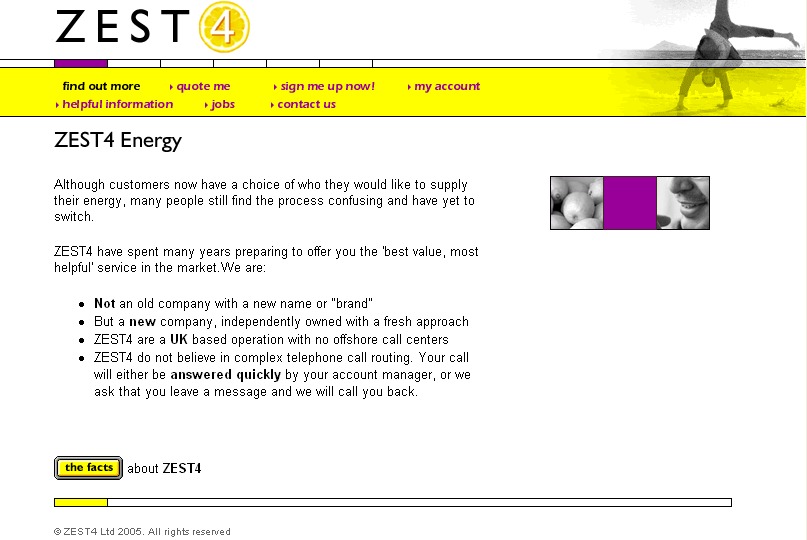 ZEST 4
find out more quote me sign me up now! my account
helpful information jobs contact us
ZEST4 Energy
Although customers now have a choice of who they would like to supply
their energy, many people still find the process confusing and have yet to
switch.
ZEST4 have spent many years preparing to offer you the 'best value, most
helpful' service in the market.We are:
Not an old company with a new name or "brand"
But a new company, independently owned with a fresh approach
ZEST4 are a UK based operation with no offshore call centers
ZEST4 do not believe in complex telephone call routing. Your call
will either be answered quickly by your account manager, or we
ask that you leave a message and we will call you back.
the facts about ZEST4
© ZEST4 Ltd 2005. All rights reserved